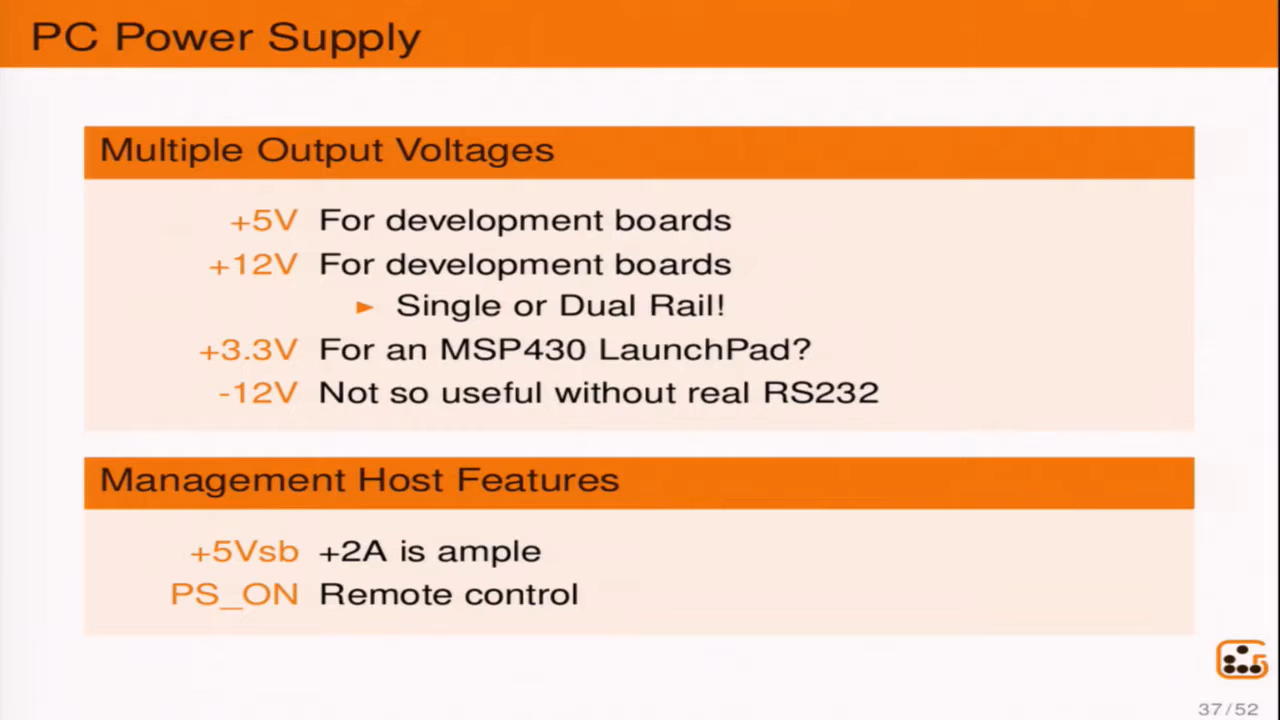 PC Power Supply
Multiple Output Voltages
+5V For development boards
+12V For development boards
► Single or Dual Rail!
+3.3V For an MSP430 LaunchPad?
-12V Not so useful without real RS232
Management Host Features
+5Vsb +2A is ample
PS_ON Remote control
37/52